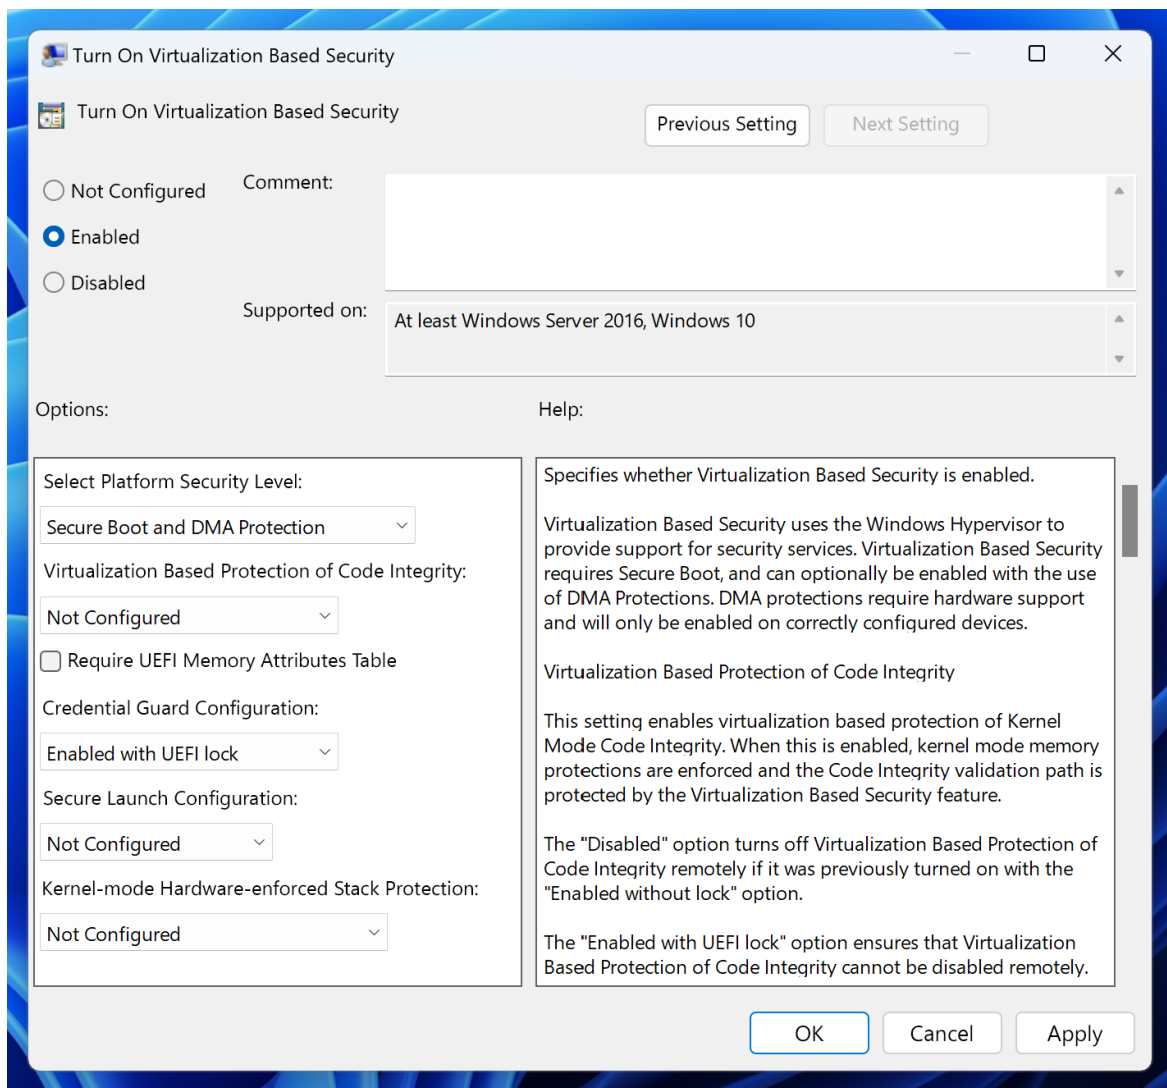 Turn On Virtualization Based Security
Turn On Virtualization Based Security
Previous Setting
Next Setting
Not Configured
Enabled
Disabled
Comment:
Supported on:
At least Windows Server 2016, Windows 10
Options:
Help:
Select Platform Security Level:
Secure Boot and DMA Protection
Virtualization Based Protection of Code Integrity:
Not Configured
Require UEFI Memory Attributes Table
Credential Guard Configuration:
Enabled with UEFI lock
Secure Launch Configuration:
Not Configured
Kernel-mode Hardware-enforced Stack Protection:
Not Configured
Specifies whether Virtualization Based Security is enabled.
Virtualization Based Security uses the Windows Hypervisor to
provide support for security services. Virtualization Based Security
requires Secure Boot, and can optionally be enabled with the use
of DMA Protections. DMA protections require hardware support
and will only be enabled on correctly configured devices.
Virtualization Based Protection of Code Integrity
This setting enables virtualization based protection of Kernel
Mode Code Integrity. When this is enabled, kernel mode memory
protections are enforced and the Code Integrity validation path is
protected by the Virtualization Based Security feature.
The "Disabled" option turns off Virtualization Based Protection of
Code Integrity remotely if it was previously turned on with the
"Enabled without lock" option.
The "Enabled with UEFI lock" option ensures that Virtualization
Based Protection of Code Integrity cannot be disabled remotely.
OK
Cancel
Apply